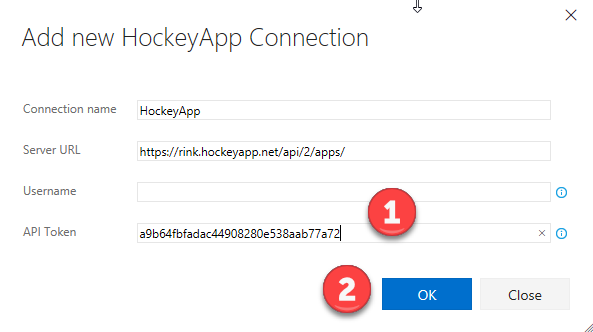 Add new HockeyApp Connection
Connection name HockeyApp
Server URL https://rink.hockeyapp.net/api/2/apps/
Username
1
API Token a9b64fbfadac44908280e538aab77a72
2 OK Close